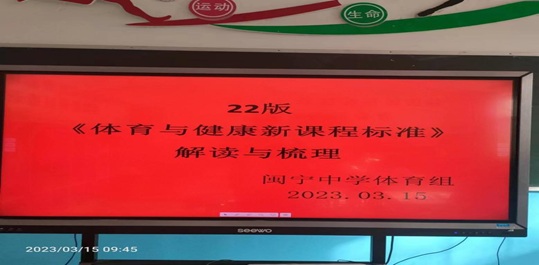 运动
生命
22版
《体育与健康新课程标准》
解读与梳理
闽宁中学体育组
2023.03.15
seewo
2023/03/15 09:45